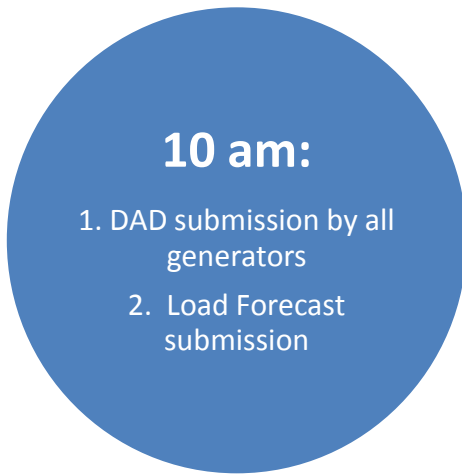 10 am:
1. DAD submission by all
generators
2. Load Forecast
submission